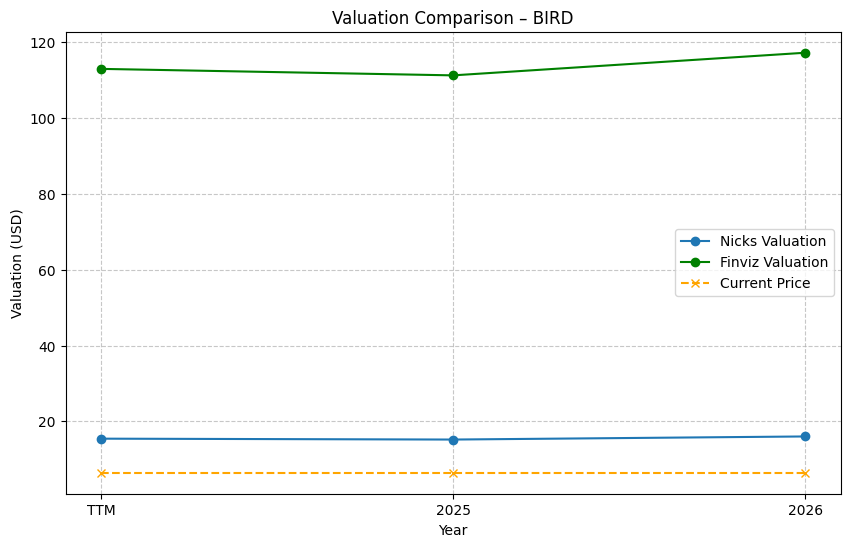 Valuation Comparison – BIRD
Valuation (USD)
120
100
80
60
40
20
Nicks Valuation
Finviz Valuation
Current Price
TTM
2025
2026
Year